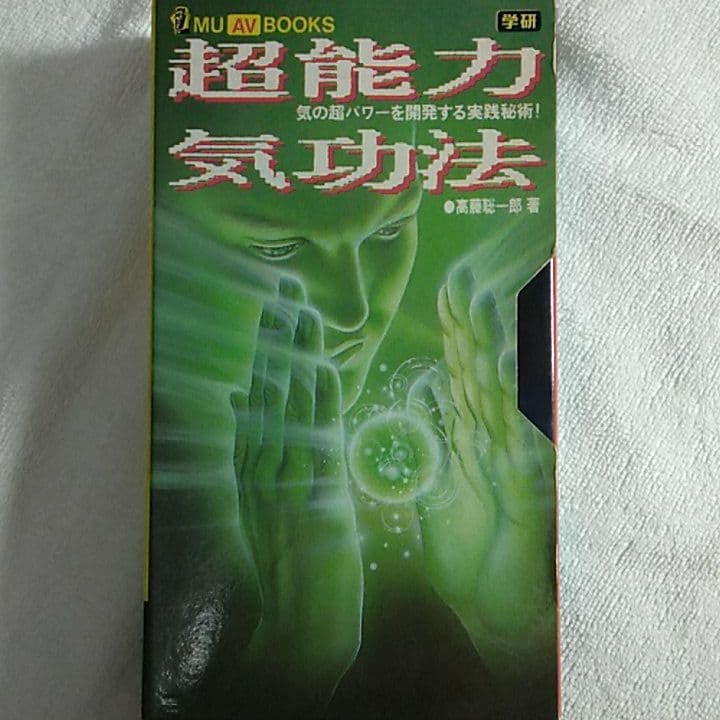 MU AV BOOKS
学研
超能力
気の超パワーを開発する実践秘術!
気功法
●高藤聡一郎 著